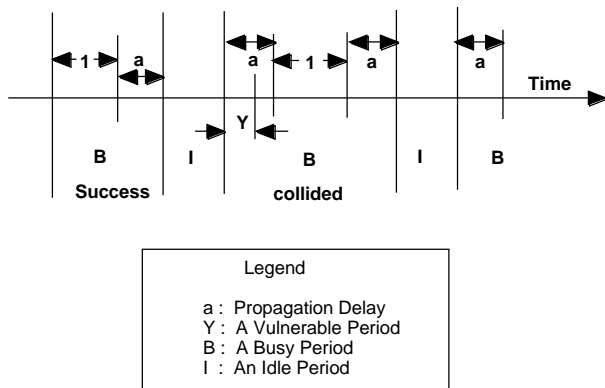 1 a a 1 a a
Time
Y
B I B I B
Success collided
Legend
a : Propagation Delay
Y : A Vulnerable Period
B : A Busy Period
I : An Idle Period